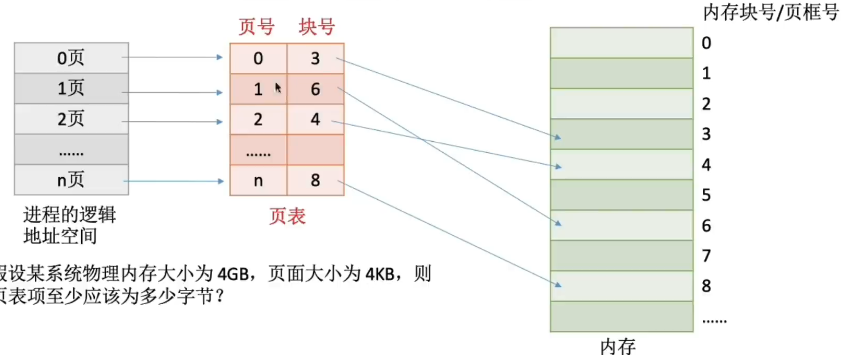 内存块号/页框号
页号 块号
0页
1页
2页
......
n页
0 3
1 6
2 4
......
n 8
0
1
2
3
4
5
6
7
8
......
进程的逻辑
地址空间
页表
设某系统物理内存大小为 4GB，页面大小为 4KB，则
页表项至少应该为多少字节？
内存